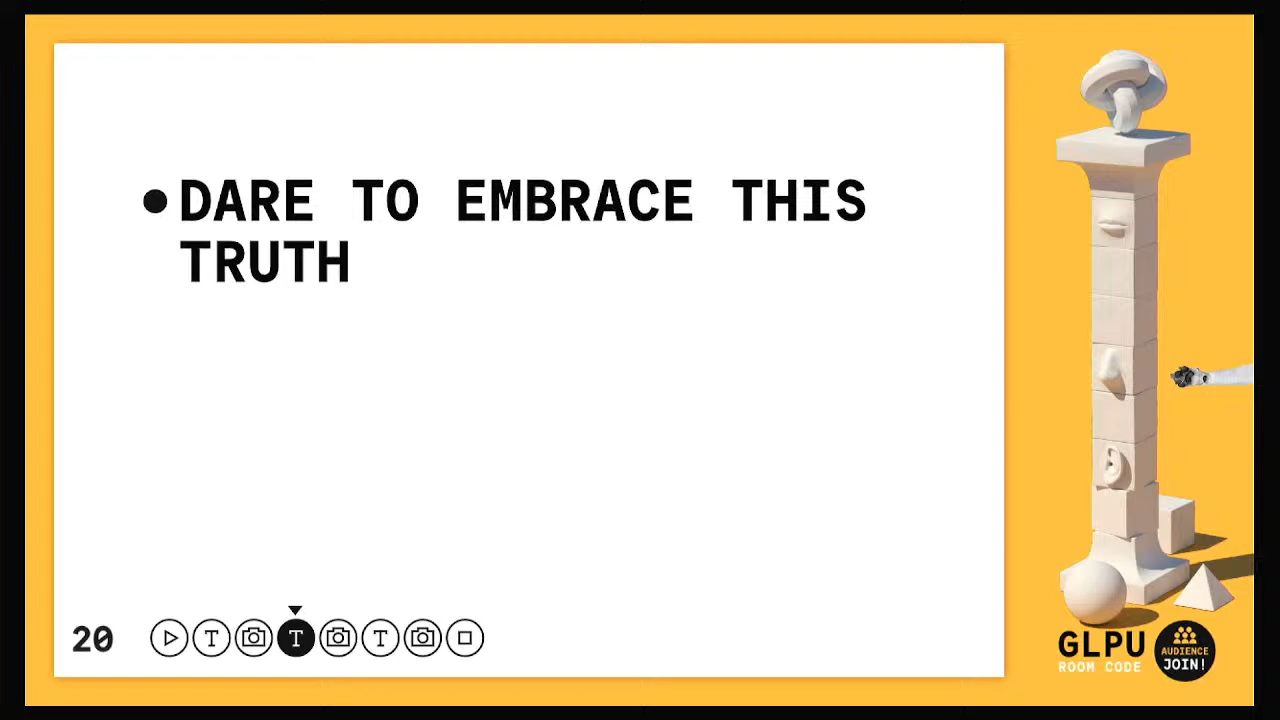 •DARE TO EMBRACE THIS
TRUTH
20
T
T
T
GLPU
ROOM CODE
AUDIENCE
JOIN!